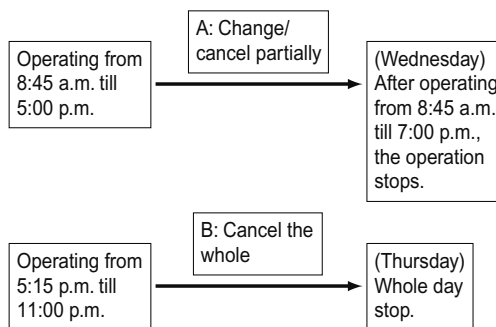 A: Change/
cancel partially
Operating from
8:45 a.m. till
5:00 p.m.
(Wednesday)
After operating
from 8:45 a.m.
till 7:00 p.m.,
the operation
stops.
B: Cancel the
whole
Operating from
5:15 p.m. till
11:00 p.m.
(Thursday)
Whole day
stop.